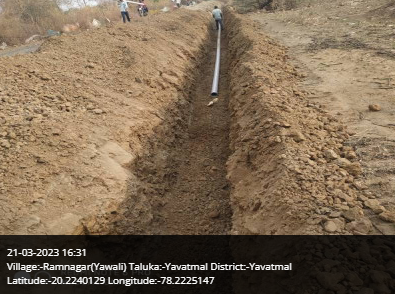 21-03-2023 16:31
Village:-Ramnagar(Yawali) Taluka:-Yavatmal District:-Yavatmal
Latitude:-20.2240129 Longitude:-78.2225147